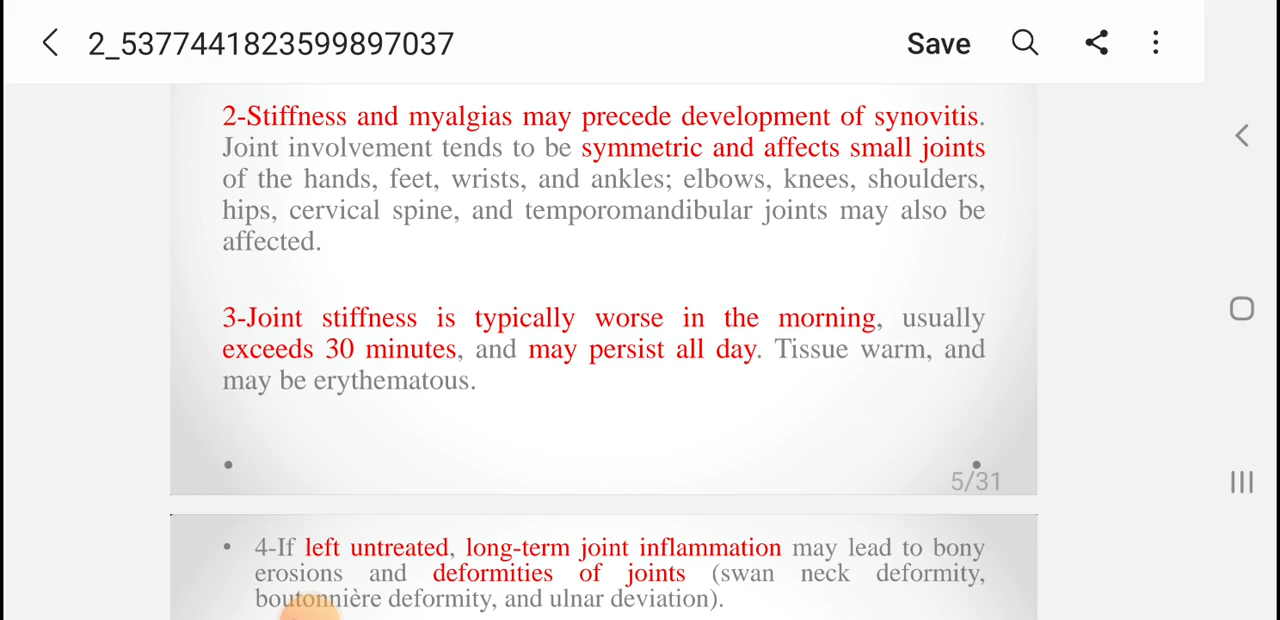 2_5377441823599897037
Save
2-Stiffness and myalgias may precede development of synovitis.
Joint involvement tends to be symmetric and affects small joints
of the hands, feet, wrists, and ankles; elbows, knees, shoulders,
hips, cervical spine, and temporomandibular joints may also be
affected.
3-Joint stiffness is typically worse in the morning, usually
exceeds 30 minutes, and may persist all day. Tissue warm, and
may be erythematous.
•
•
5/31
• 4-If left untreated, long-term joint inflammation may lead to bony
erosions and deformities of joints (swan neck deformity,
boutonnière deformity, and ulnar deviation).